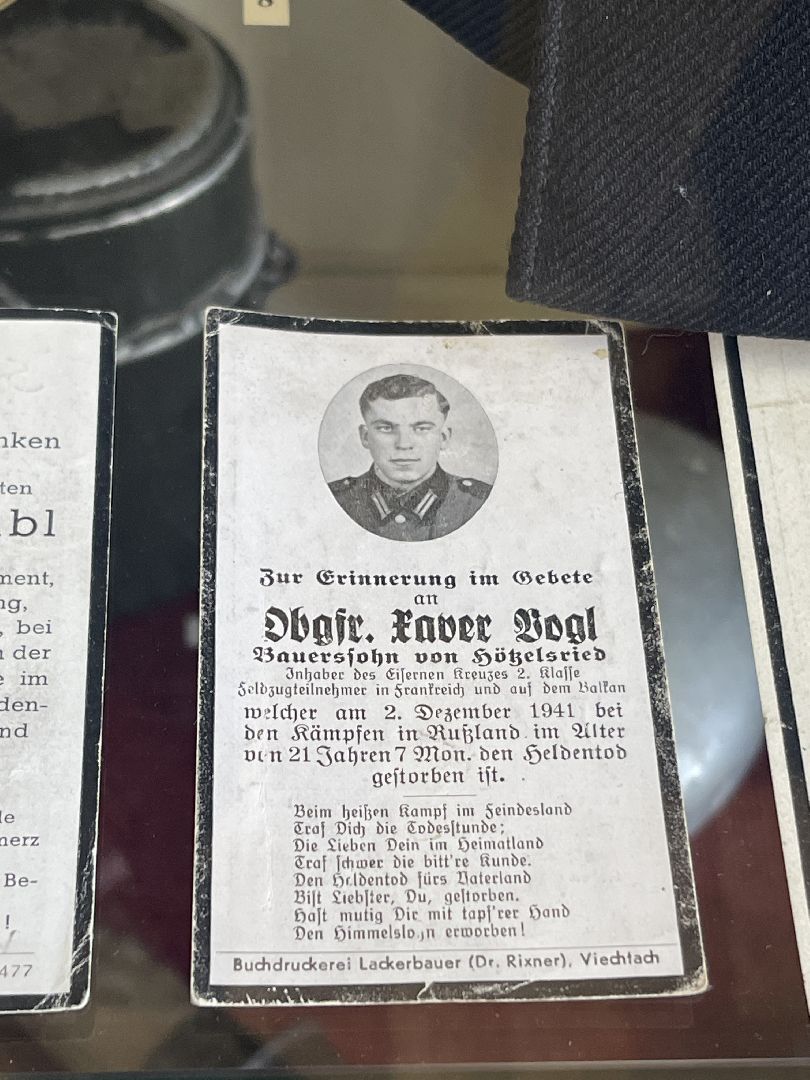 8
nken
ten
bl
ment,
ng,
, bei
n der
e im
den-
nd
de
merz
Be-
!
477
Zur Erinnerung im Gebete
an
Obgfr. Xaver Vogl
Bauerssohn von Hötzelsried
Inhaber des Eisernen Kreuzes 2. Klasse
Feldzugteilnehmer in Frankreich und auf dem Balkan
welcher am 2. Dezember 1941 bei
den Kämpfen in Rußland im Alter
von 21 Jahren 7 Mon. den Heldentod
gestorben ist.
Beim heißen Kampf im Feindesland
Traf Dich die Todesstunde;
Die Lieben Dein im Heimatland
Traf schwer die bitt're Kunde.
Den Heldentod fürs Vaterland
Bist Liebster, Du, gestorben.
Hast mutig Dir mit tapf'rer Hand
Den Himmelslohn erworben!
Buchdruckerei Lackerbauer (Dr. Rixner), Viechtach